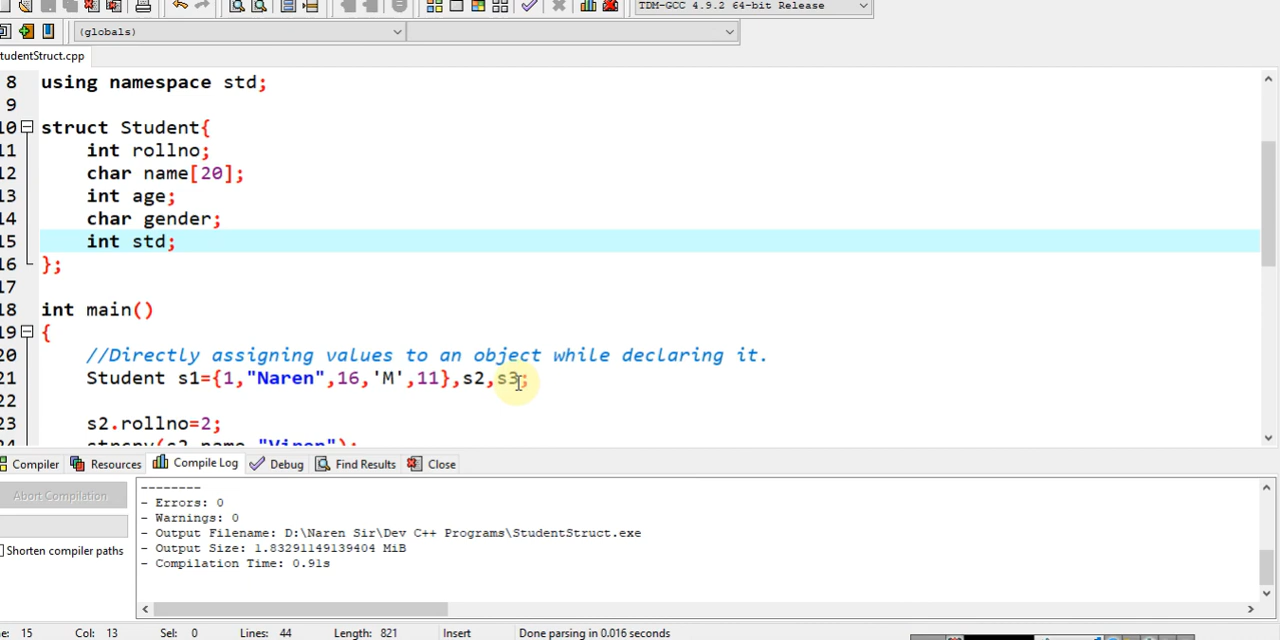 TDM-GCC 4.9.2 64-bit Release
(globals)
tudentStruct.cpp
8 using namespace std;
9
10 struct Student{
11 int rollno;
12 char name[20];
13 int age;
14 char gender;
15 int std;
16 };
17
18 int main()
19 {
20 //Directly assigning values to an object while declaring it.
21 Student s1={1,"Naren",16,'M',11},s2,s3;
22
23 s2.rollno=2;
24 strcpy(s2.name,"Viren");
Compiler Resources Compile Log Debug Find Results Close
Abort Compilation
Shorten compiler paths
--------
- Errors: 0
- Warnings: 0
- Output Filename: D:\Naren Sir\Dev C++ Programs\StudentStruct.exe
- Output Size: 1.83291149139404 MiB
- Compilation Time: 0.91s
ne: 15 Col: 13 Sel: 0 Lines: 44 Length: 821 Insert Done parsing in 0.016 seconds